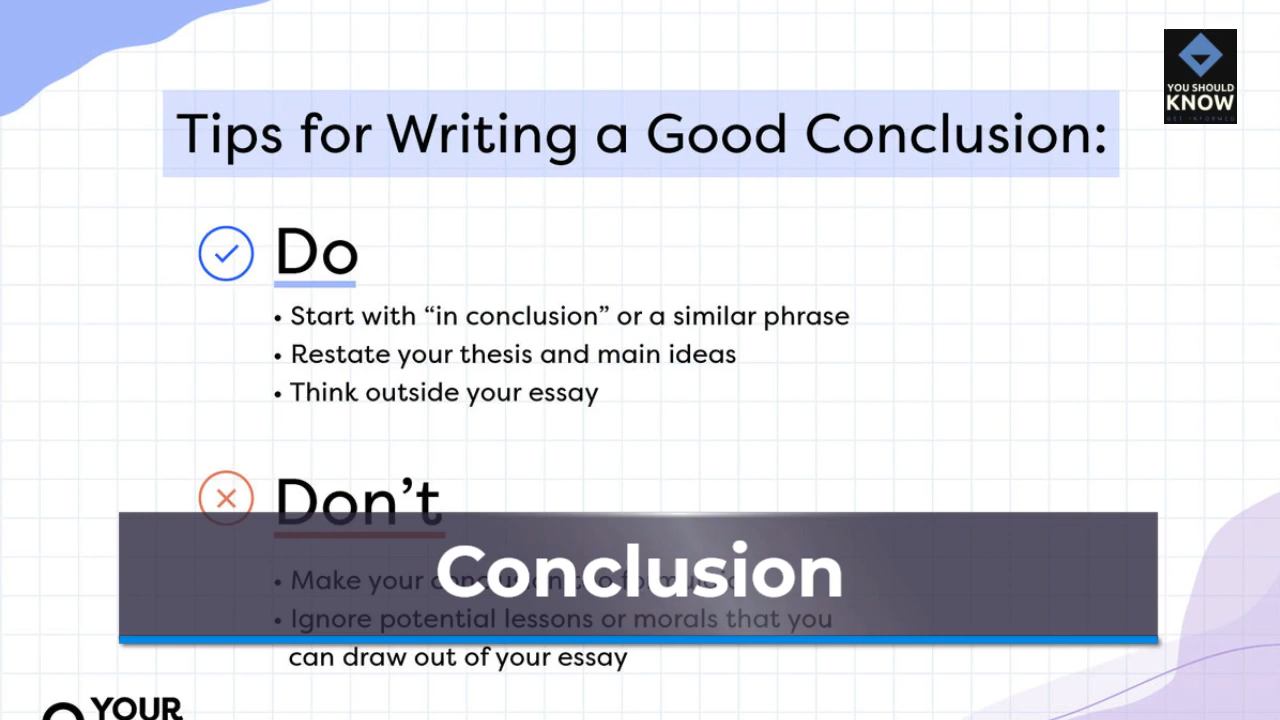 YOU SHOULD
KNOW
GET INFORMED
Tips for Writing a Good Conclusion:
Do
• Start with “in conclusion” or a similar phrase
• Restate your thesis and main ideas
• Think outside your essay
Don’t
• Make your
Conclusion
• Ignore potential lessons or morals that you
can draw out of your essay
YOUR